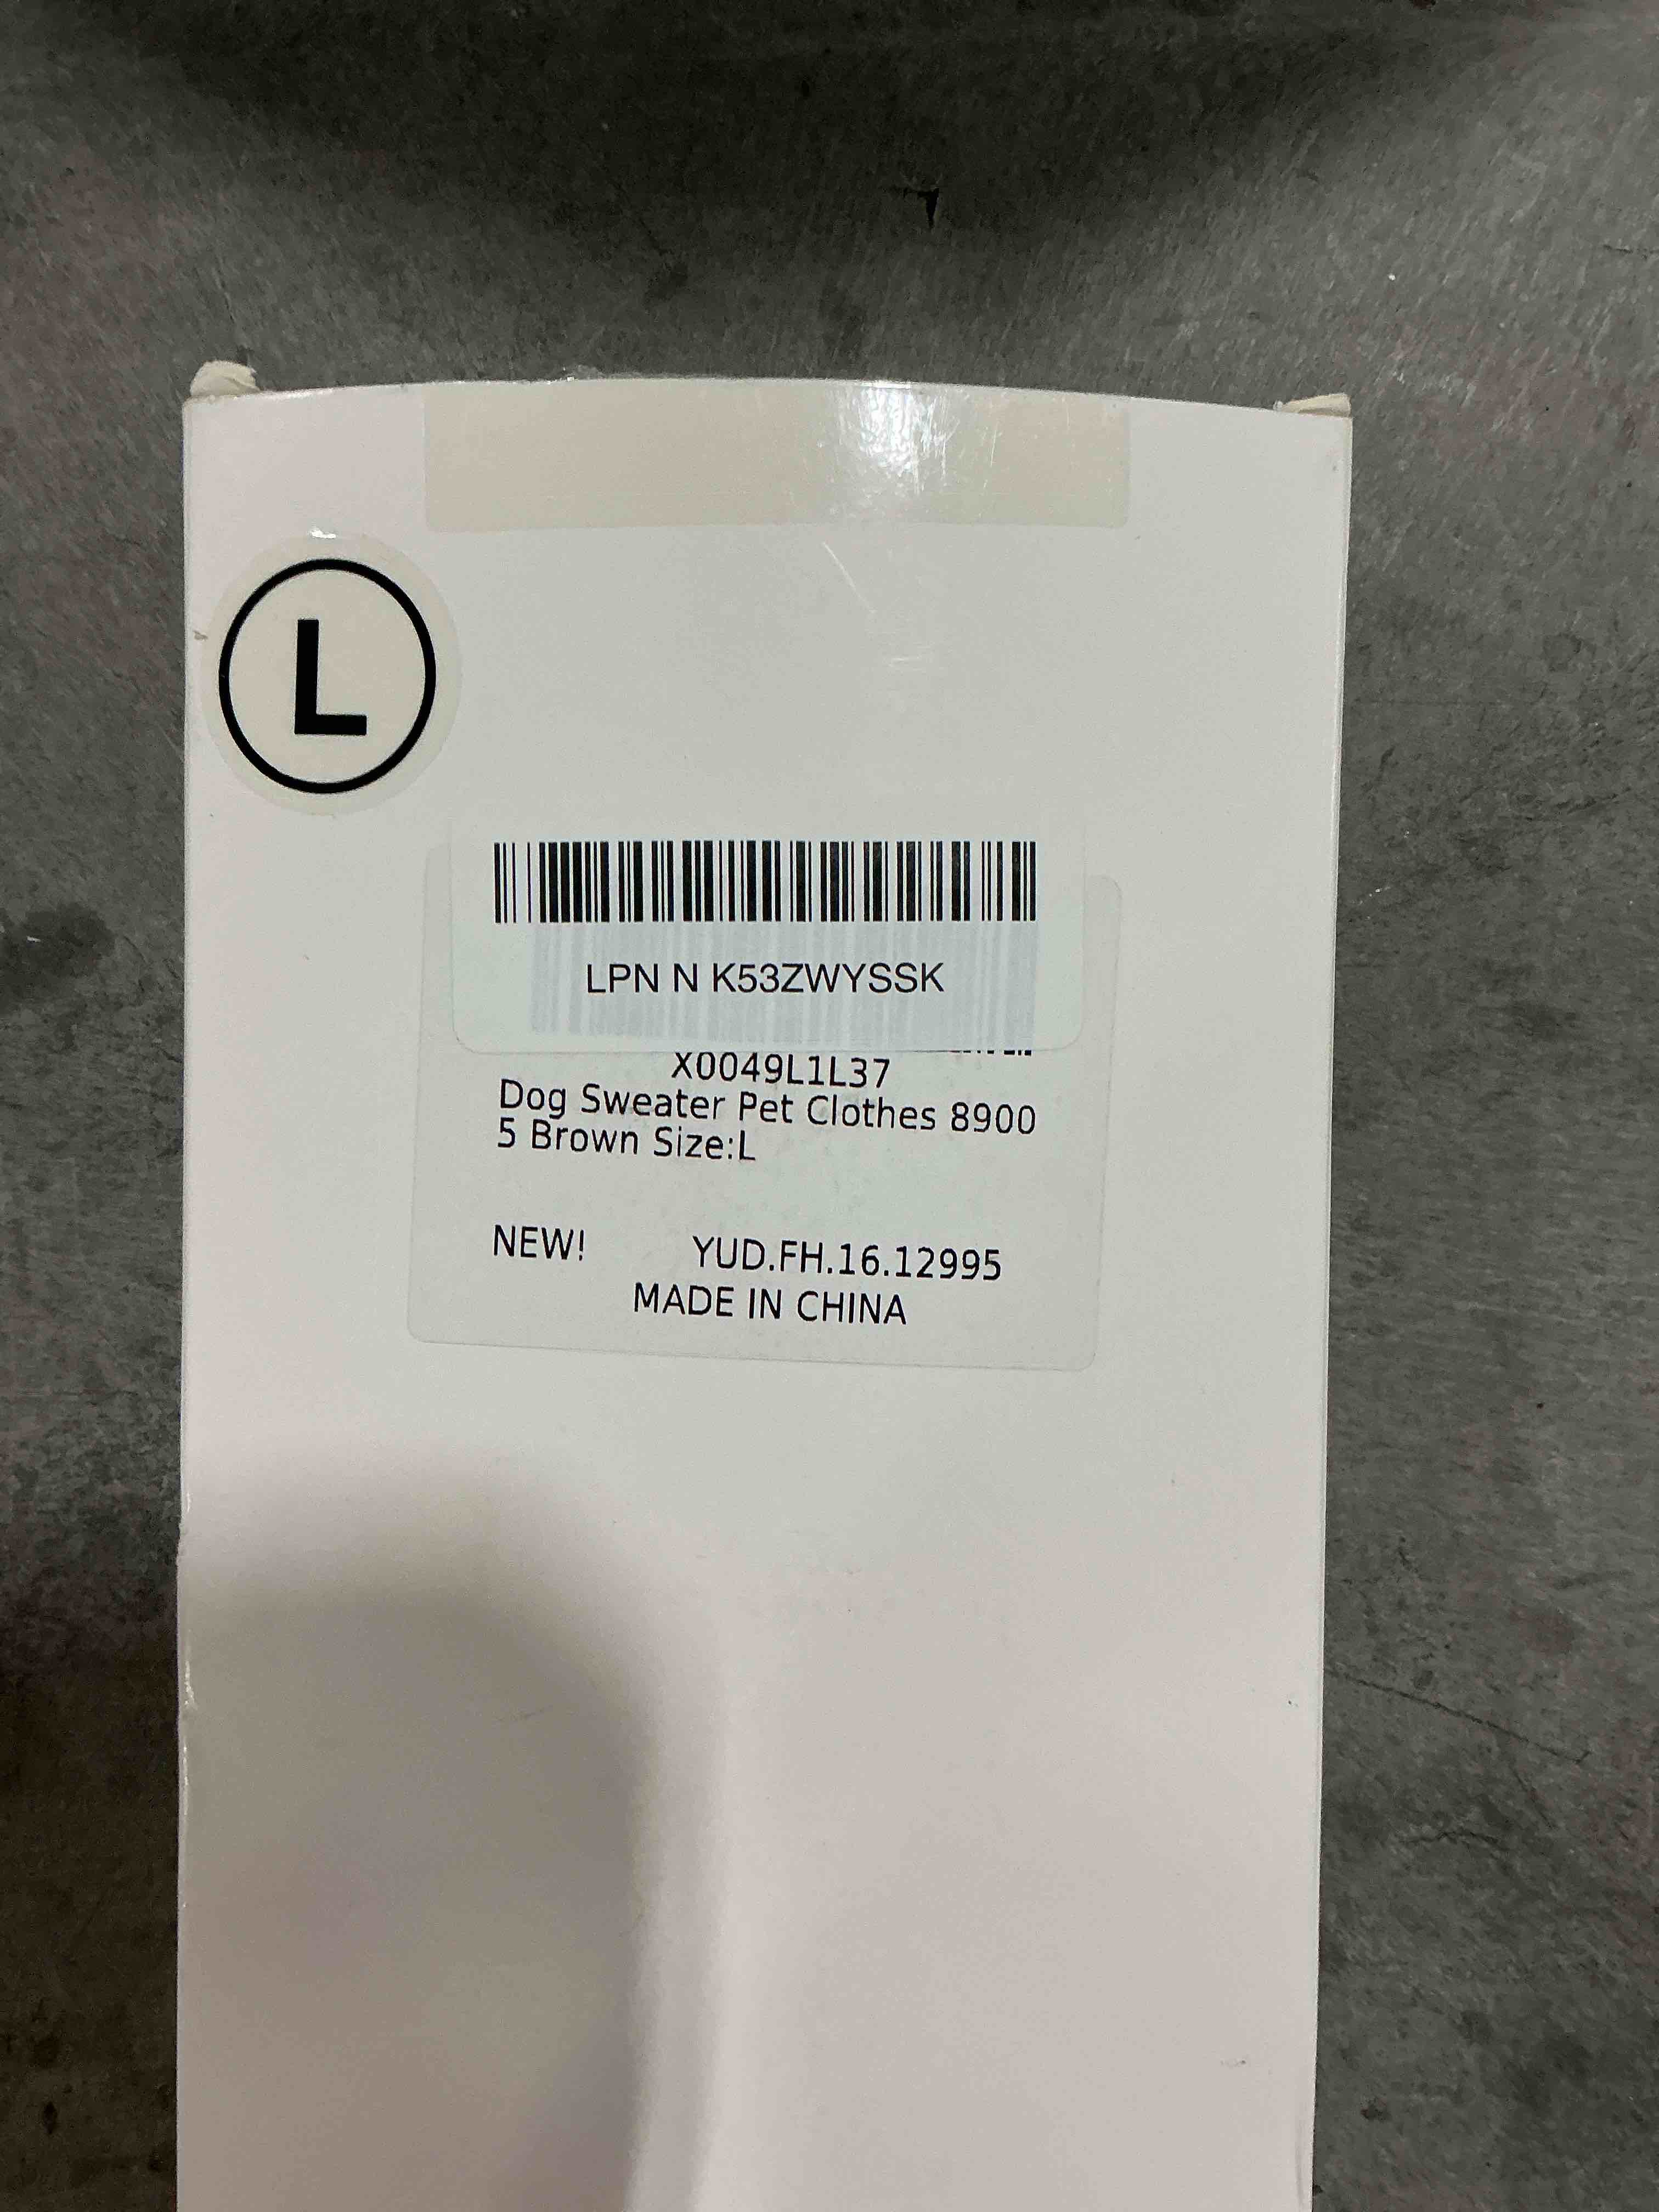 L
LPN N K53ZWYSSK
X0049L1L37
Dog Sweater Pet Clothes 8900
5 Brown Size:L
NEW! YUD.FH.16.12995
MADE IN CHINA